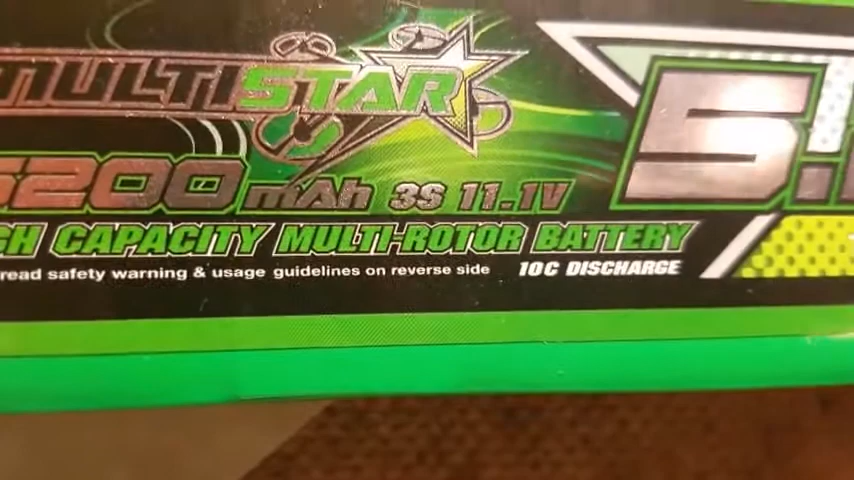 MULTISTAR
5200mAh 3S 11.1V
CAPACITY MULTI-ROTOR BATTERY
read safety warning & usage guidelines on reverse side
10C DISCHARGE
5.